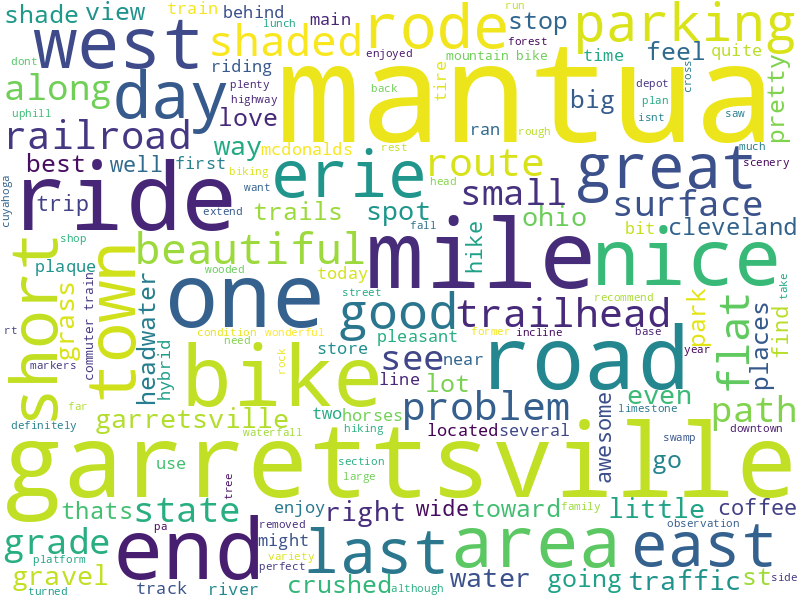 shade view train behind main stop parking
west shaded rode
dont lunch run forest enjoyed
mountain bike time quite
riding feel
along day mantua pretty
tire back big depot cross
uphill plenty highway love plan isnt saw
railroad way mcdonalds ran rough much
best well first erie route great scenery
rest biking head
cuyahoga trip ride want extend small surface
trails spot ohio bit cleveland
hike fall
shop beautiful mile nice
plaque wooded today
short town grass commuter train headwater hybrid one street good trailhead recommend park flat places find take
rt condition wonderful pleasant former incline base
markers need store see near road year
rock line lot even
far bike problem path
garretsville two horses limestone
definitely waterfall located several awesome downtown
hiking swamp
garrettsville go
use section large
tree
thats state enjoy right wide toward little coffee
pa removed might family observation
grade end last area east
platform variety perfect
gravel water going traffic st side
turned track river crushed although